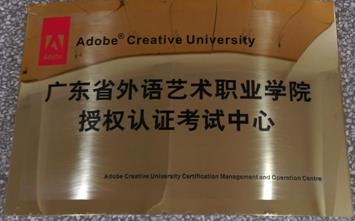 Adobe® Creative University
Adobe
广东省外语艺术职业学院
授权认证考试中心
Adobe Creative University Certification Management and Operation Centre